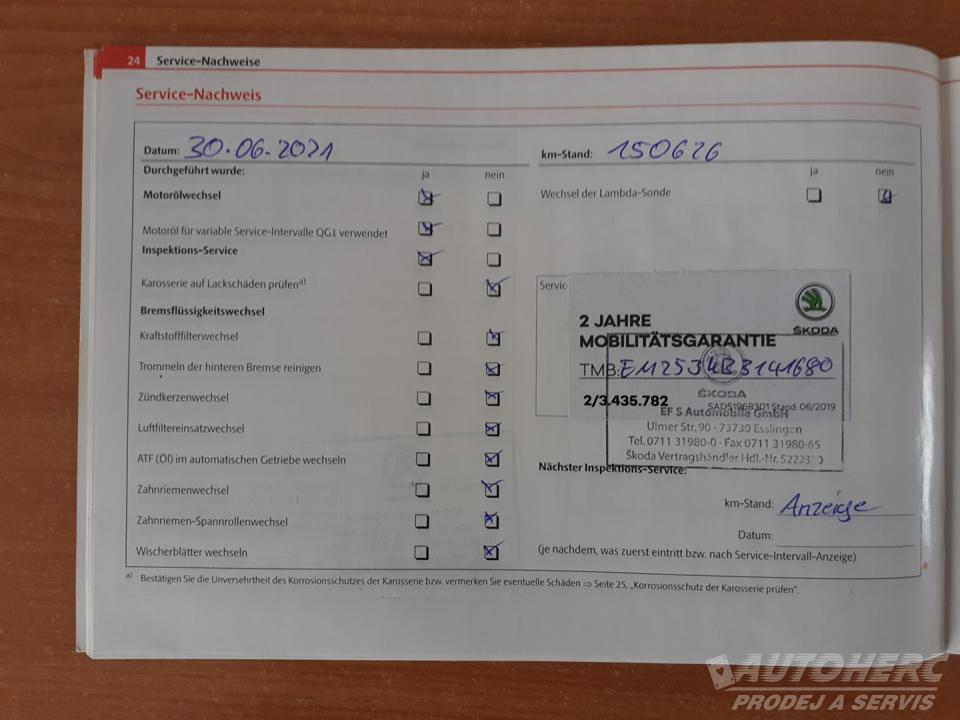 24 Service-Nachweise
Service-Nachweis
Datum: 30.06.2021
km-Stand: 150626
Durchgeführt wurde: ja nein
ja nein
Motorölwechsel
Wechsel der Lambda-Sonde
Motoröl für variable Service-Intervalle QG1 verwendet
Inspektions-Service
Karosserie auf Lackschäden prüfen a)
Bremsflüssigkeitswechsel
Kraftstofffilterwechsel
Trommeln der hinteren Bremse reinigen
Zündkerzenwechsel
Luftfiltereinsatzwechsel
ATF (Öl) im automatischen Getriebe wechseln
Zahnriemenwechsel
Zahnriemen-Spannrollenwechsel
Wischerblätter wechseln
Servic
ŠKODA
2 JAHRE
MOBILITÄTSGARANTIE
TMB:
ŠKODA
2/3.435.782
Stand: 06/2019
EF S Automobile GmbH
Ulmer Str. 90 · 73730 Esslingen
Tel. 0711 31980-0 · Fax 0711 31980-65
Škoda Vertragshändler Hdl.-Nr.
Nächster Inspektions-Service:
km-Stand: Anzeige
Datum:
(je nachdem, was zuerst eintritt bzw. nach Service-Intervall-Anzeige)
a) Bestätigen Sie die Unversehrtheit des Korrosionsschutzes der Karosserie bzw. vermerken Sie eventuelle Schäden ⇒ Seite 25, „Korrosionsschutz der Karosserie prüfen“.
AUTOHERC
PRODEJ A SERVIS